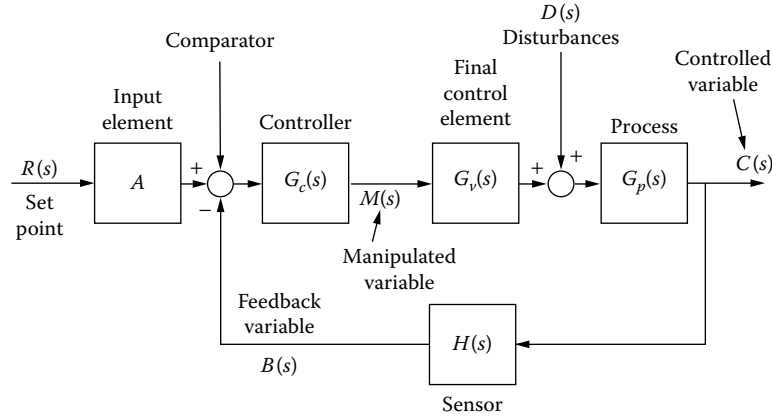 D(s)
Disturbances
Comparator
Controlled
variable
Final
control
element
Input
element
Controller
Process
R(s)
+
+
+
+
A
G_c(s)
G_v(s)
G_p(s)
C(s)
−
M(s)
Set
point
Manipulated
variable
Feedback
variable
H(s)
B(s)
Sensor